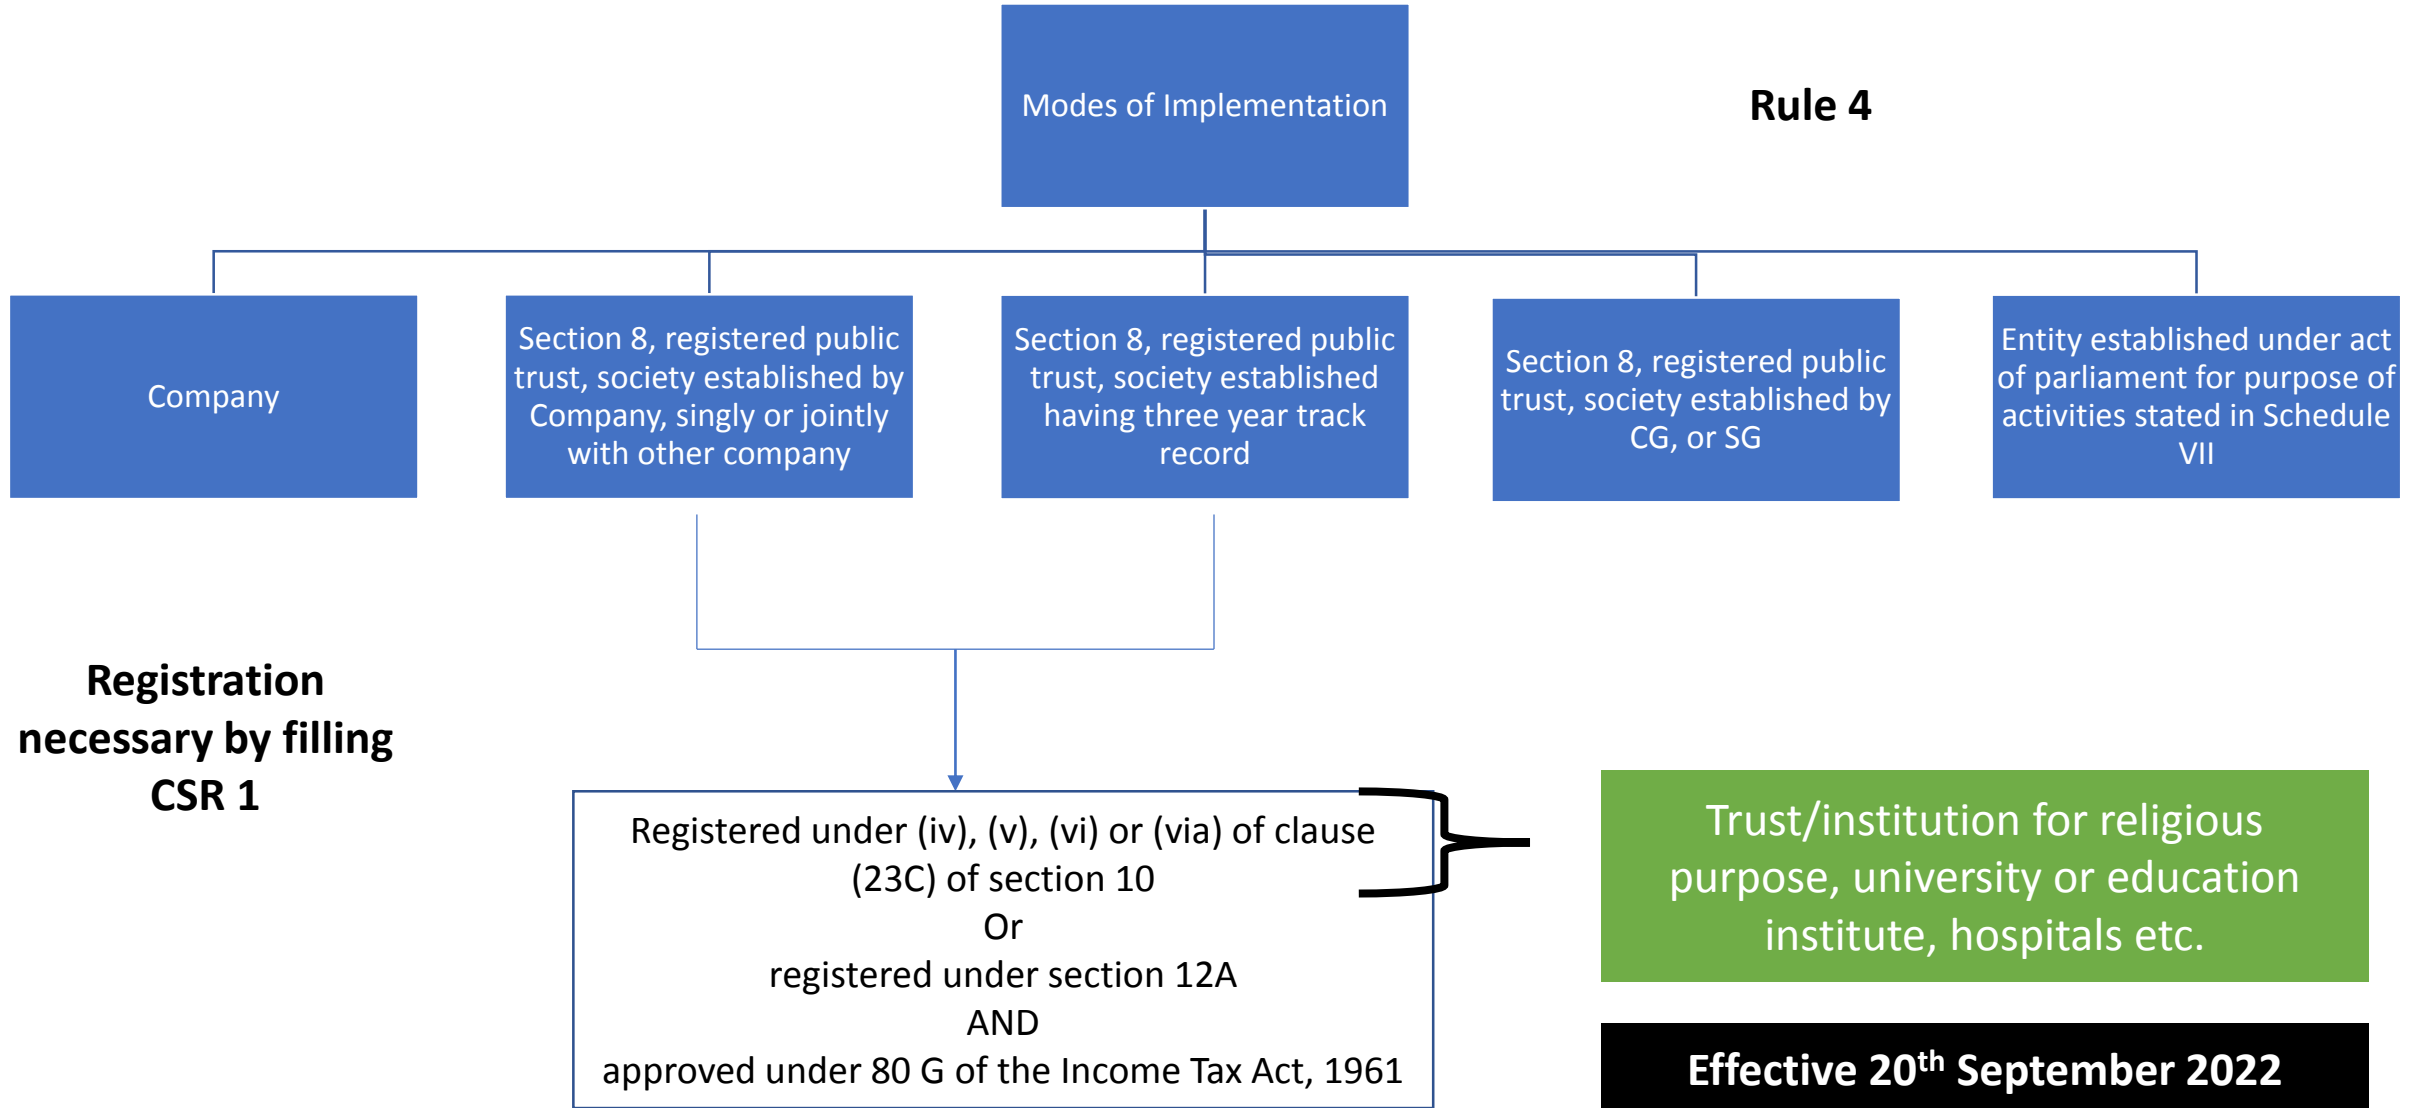 Modes of Implementation
Rule 4
Company
Section 8, registered public
trust, society established by
Company, singly or jointly
with other company
Section 8, registered public
trust, society established
having three year track
record
Section 8, registered public
trust, society established by
CG, or SG
Entity established under act
of parliament for purpose of
activities stated in Schedule
VII
Registration
necessary by filling
CSR 1
Registered under (iv), (v), (vi) or (via) of clause
(23C) of section 10
Or
registered under section 12A
AND
approved under 80 G of the Income Tax Act, 1961
Trust/institution for religious
purpose, university or education
institute, hospitals etc.
Effective 20th September 2022